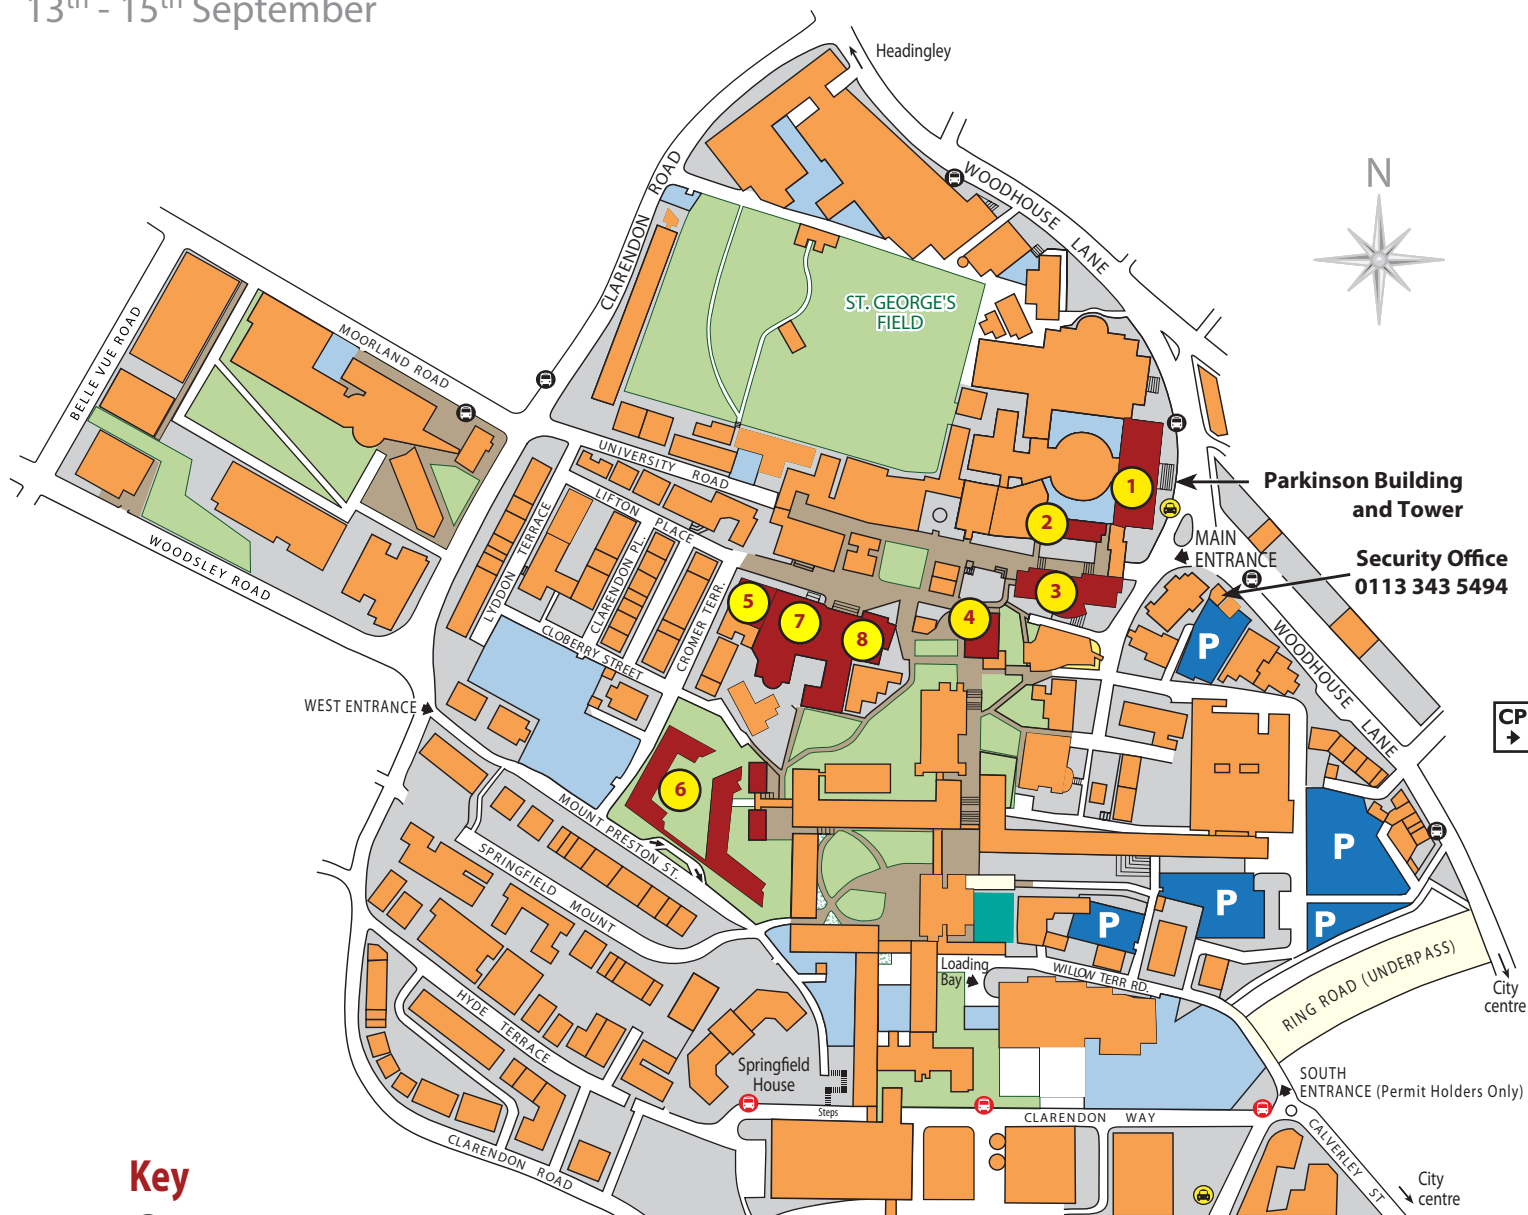 13th - 15th September
Headingley
WOODHOUSE LANE
N
CLARENDON ROAD
ST. GEORGE'S
FIELD
BELLE VUE ROAD
MOORLAND ROAD
UNIVERSITY ROAD
1
Parkinson Building
and Tower
LIFTON PLACE
2
MAIN
ENTRANCE
LYDDON TERRACE
CLARENDON PL.
WOODSLEY ROAD
Security Office
0113 343 5494
3
5
7
4
8
CROMER TERR.
CLOBERRY STREET
P
WOODHOUSE LANE
WEST ENTRANCE
CP
6
MOUNT PRESTON ST.
P
SPRINGFIELD MOUNT
P
P
P
Loading
Bay
WILLOW TERR RD.
RING ROAD (UNDERPASS)
City
centre
HYDE TERRACE
Springfield
House
SOUTH
ENTRANCE (Permit Holders Only)
Steps
CLARENDON WAY
CLARENDON ROAD
CALVERLEY ST
City
centre
Key